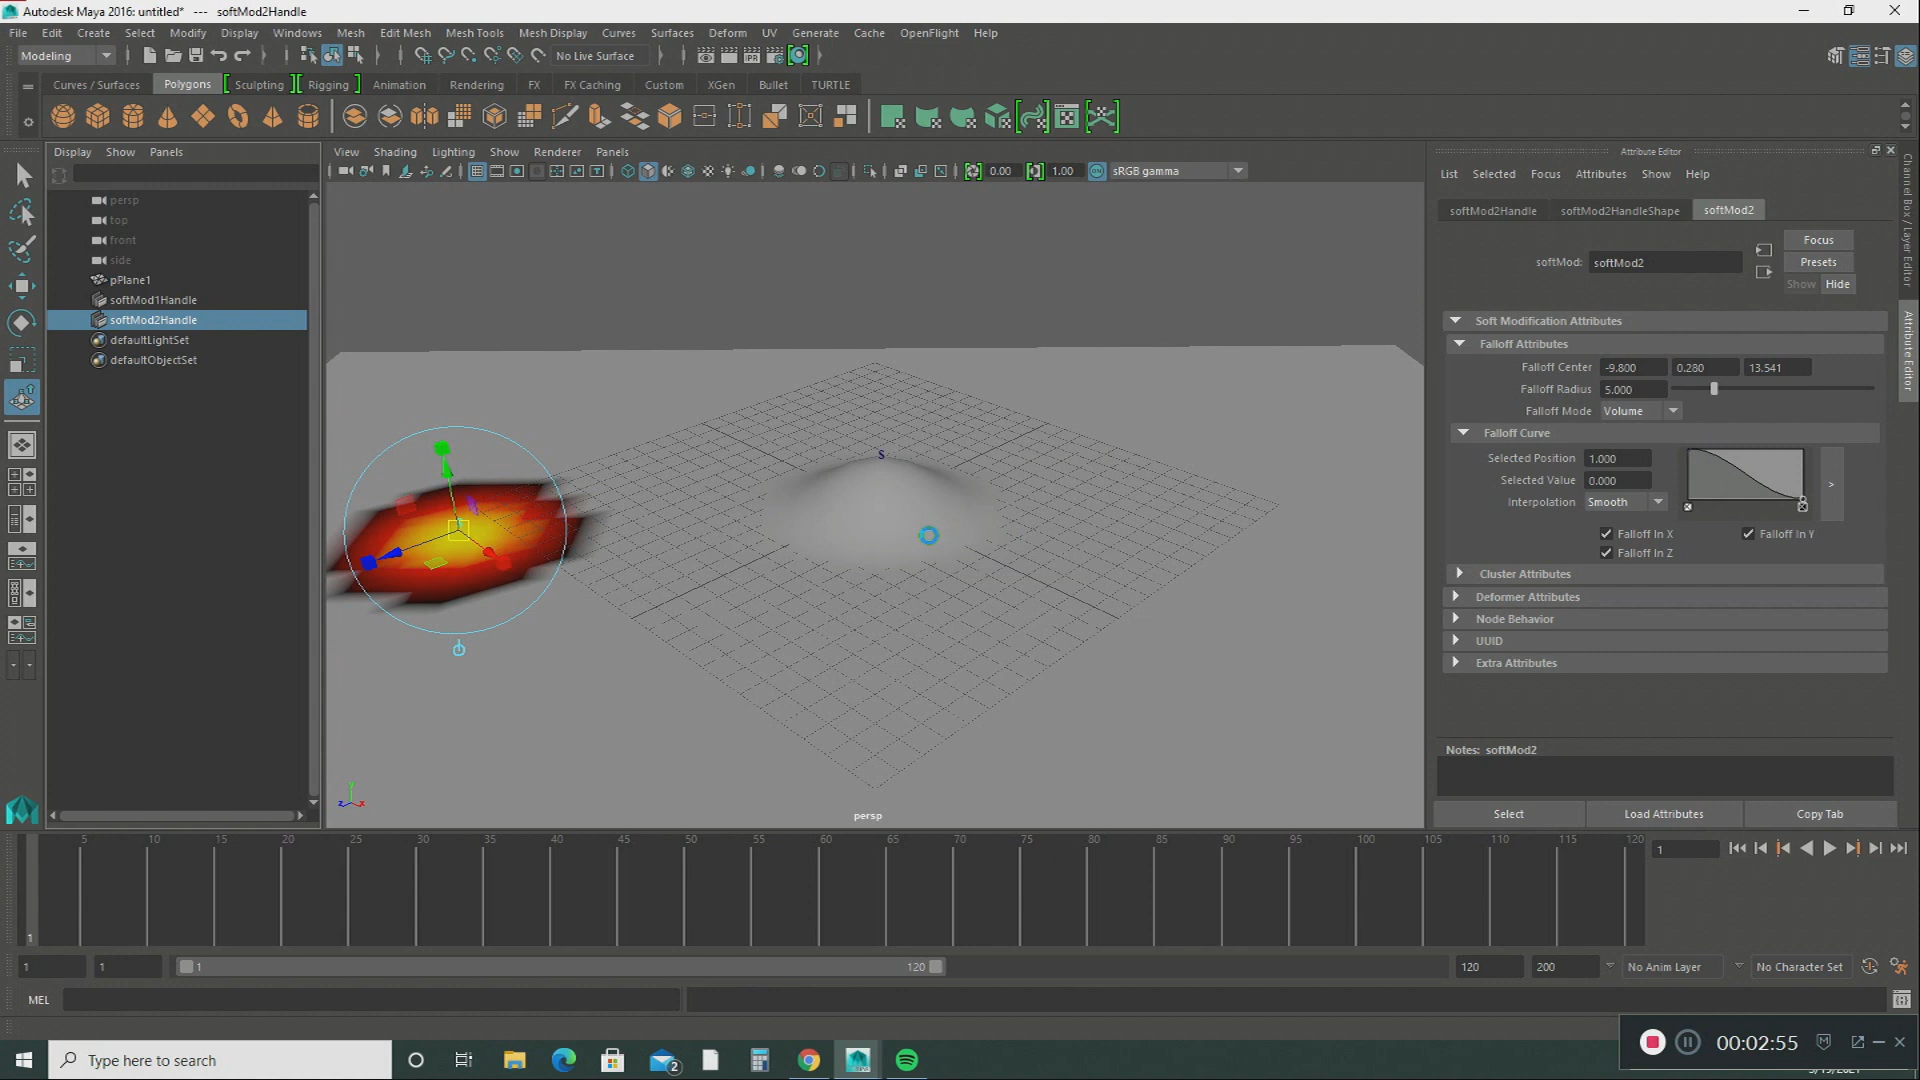 Autodesk Maya 2016: untitled* --- softMod2Handle
File Edit Create Select Modify Display Windows Mesh Edit Mesh Mesh Tools Mesh Display Curves Surfaces Deform UV Generate Cache OpenFlight Help
Modeling No Live Surface
Curves / Surfaces Polygons Sculpting Rigging Animation Rendering FX FX Caching Custom XGen Bullet TURTLE
Display Show Panels
View Shading Lighting Show Renderer Panels
0.00 1.00 ON sRGB gamma
persp
top
front
side
pPlane1
softMod1Handle
softMod2Handle
defaultLightSet
defaultObjectSet
S
y
z x
persp
Attribute Editor
List Selected Focus Attributes Show Help
softMod2Handle softMod2HandleShape softMod2
softMod: softMod2
Focus
Presets
Show Hide
Soft Modification Attributes
Falloff Attributes
Falloff Center -9.800 0.280 13.541
Falloff Radius 5.000
Falloff Mode Volume
Falloff Curve
Selected Position 1.000
Selected Value 0.000
Interpolation Smooth
>
Falloff In X Falloff In Y
Falloff In Z
Cluster Attributes
Deformer Attributes
Node Behavior
UUID
Extra Attributes
Notes: softMod2
Select Load Attributes Copy Tab
Channel Box / Layer Editor
Attribute Editor
5 10 15 20 25 30 35 40 45 50 55 60 65 70 75 80 85 90 95 100 105 110 115 120
1
1
1 1 1 120 120 200 No Anim Layer No Character Set
MEL
Type here to search
2
00:02:55